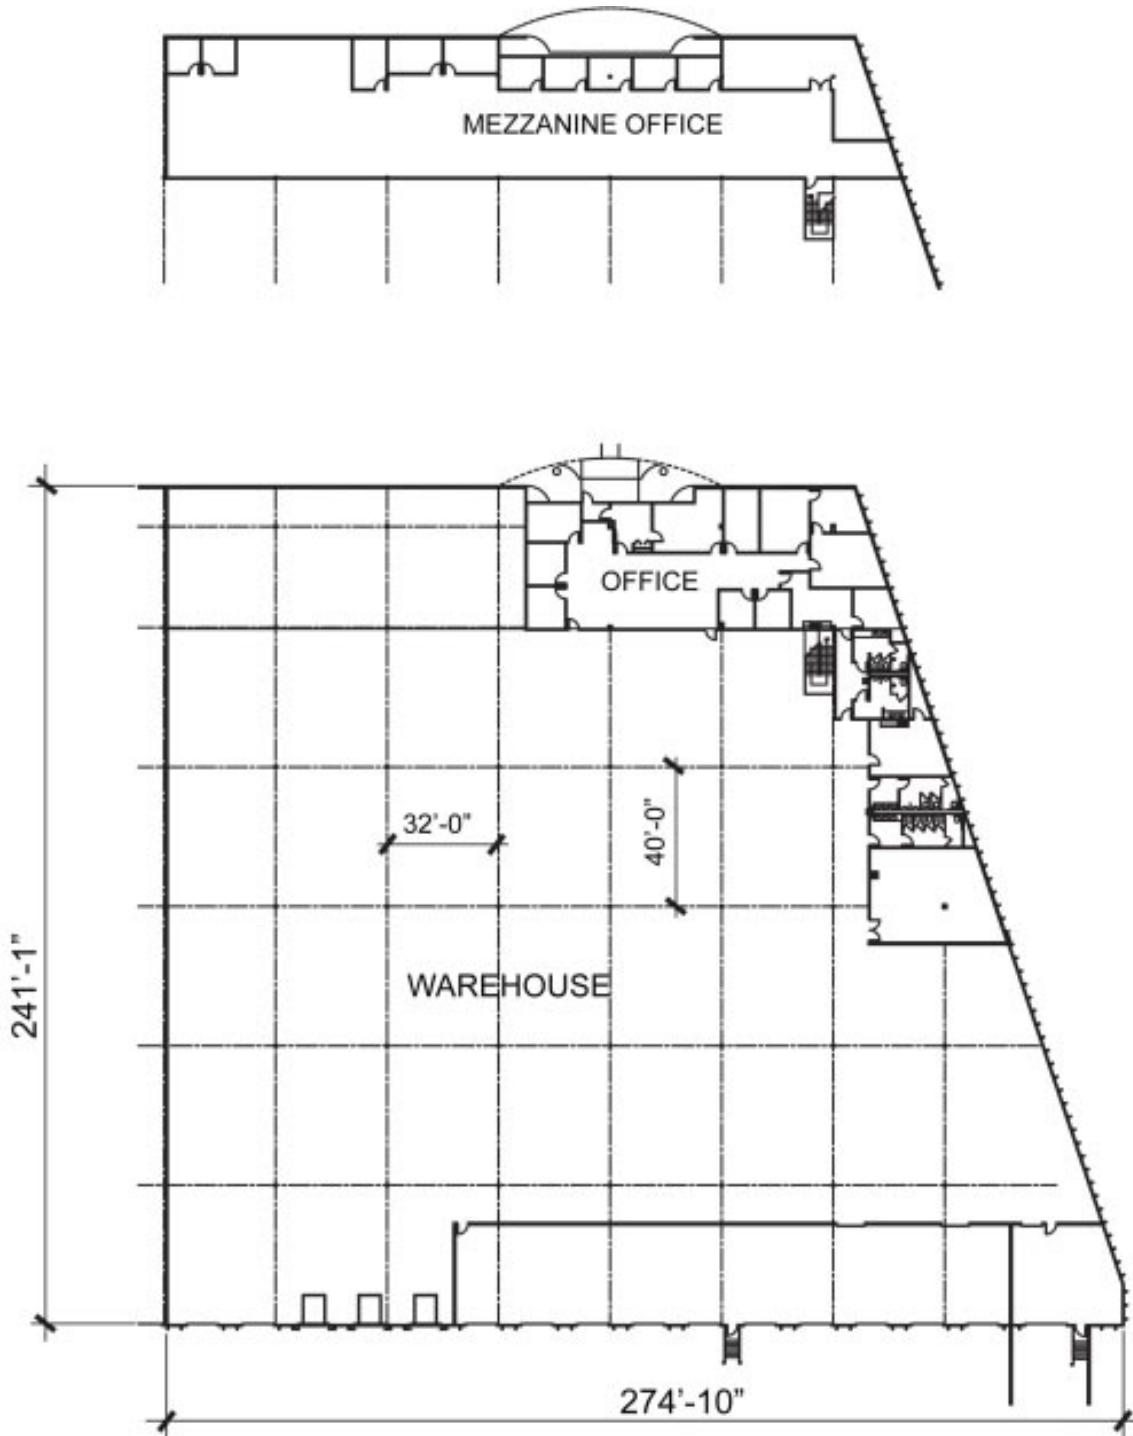 MEZZANINE OFFICE
OFFICE
32’-0”
40’-0”
WAREHOUSE
241’-1”
274’-10”